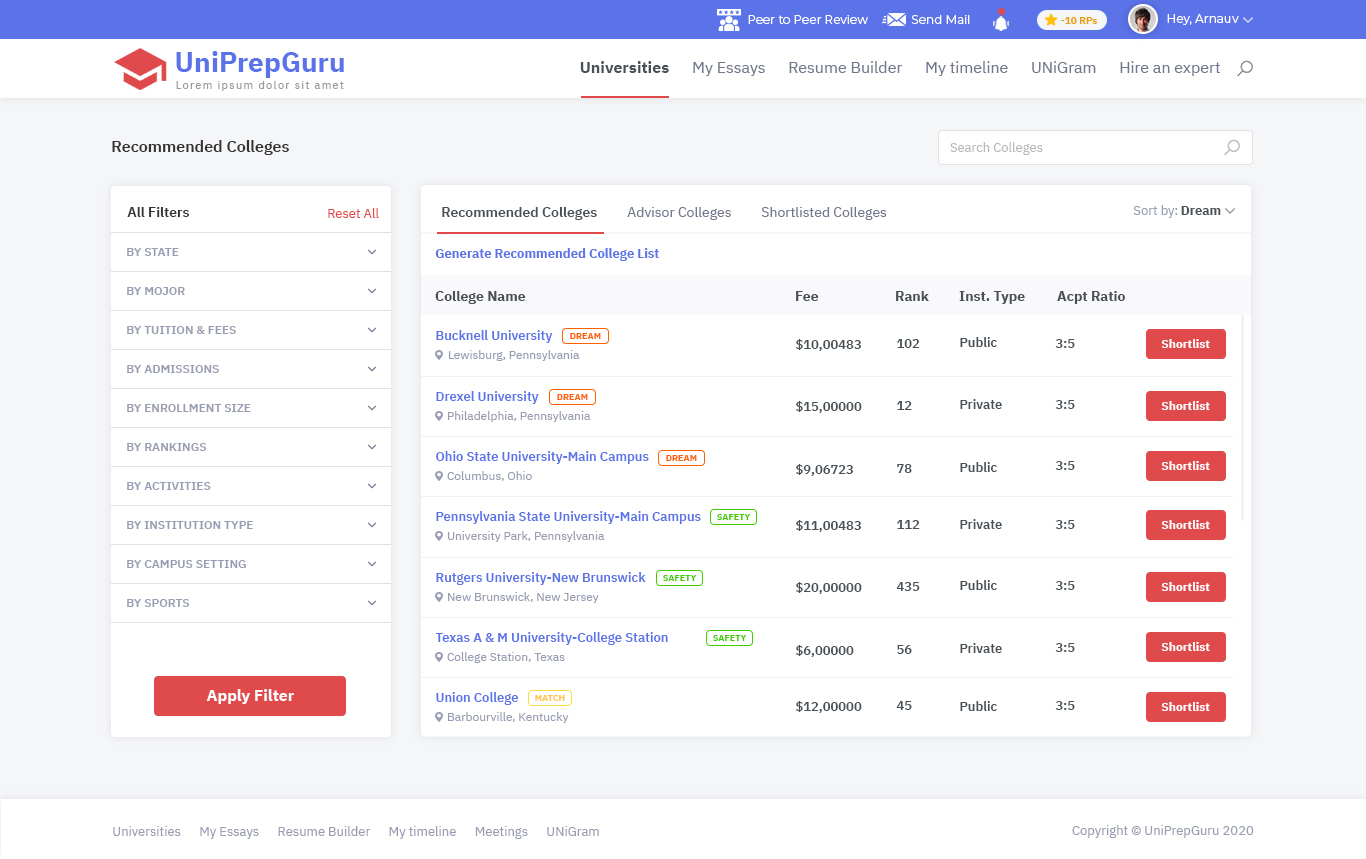 Peer to Peer Review Send Mail -10 RPs Hey, Arnauv
UniPrepGuru
Lorem ipsum dolor sit amet
Universities My Essays Resume Builder My timeline UNiGram Hire an expert
Recommended Colleges
Search Colleges
All Filters Reset All
BY STATE
BY MOJOR
BY TUITION & FEES
BY ADMISSIONS
BY ENROLLMENT SIZE
BY RANKINGS
BY ACTIVITIES
BY INSTITUTION TYPE
BY CAMPUS SETTING
BY SPORTS
Apply Filter
Recommended Colleges Advisor Colleges Shortlisted Colleges Sort by: Dream
Generate Recommended College List
College Name Fee Rank Inst. Type Acpt Ratio
Bucknell University DREAM $10,00483 102 Public 3:5 Shortlist
Lewisburg, Pennsylvania
Drexel University DREAM $15,00000 12 Private 3:5 Shortlist
Philadelphia, Pennsylvania
Ohio State University-Main Campus DREAM $9,06723 78 Public 3:5 Shortlist
Columbus, Ohio
Pennsylvania State University-Main Campus SAFETY $11,00483 112 Private 3:5 Shortlist
University Park, Pennsylvania
Rutgers University-New Brunswick SAFETY $20,00000 435 Public 3:5 Shortlist
New Brunswick, New Jersey
Texas A & M University-College Station SAFETY $6,00000 56 Private 3:5 Shortlist
College Station, Texas
Union College MATCH $12,00000 45 Public 3:5 Shortlist
Barbourville, Kentucky
Universities My Essays Resume Builder My timeline Meetings UNiGram Copyright © UniPrepGuru 2020